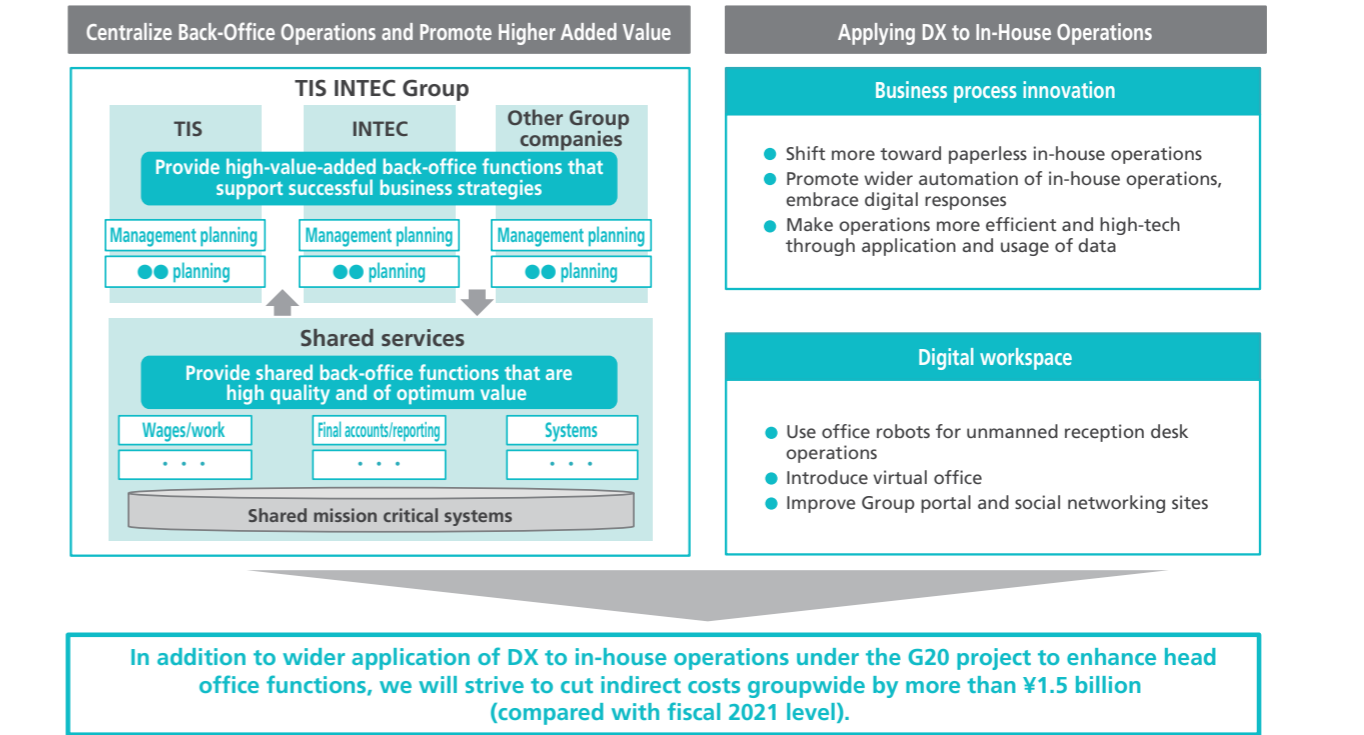 Centralize Back-Office Operations and Promote Higher Added Value
TIS INTEC Group
TIS
INTEC
Other Group
companies
Provide high-value-added back-office functions that
support successful business strategies
Management planning
Management planning
Management planning
●● planning
●● planning
●● planning
Shared services
Provide shared back-office functions that are
high quality and of optimum value
Wages/work
Final accounts/reporting
Systems
・・・
・・・
・・・
Shared mission critical systems
Applying DX to In-House Operations
Business process innovation
● Shift more toward paperless in-house operations
● Promote wider automation of in-house operations,
embrace digital responses
● Make operations more efficient and high-tech
through application and usage of data
Digital workspace
● Use office robots for unmanned reception desk
operations
● Introduce virtual office
● Improve Group portal and social networking sites
In addition to wider application of DX to in-house operations under the G20 project to enhance head
office functions, we will strive to cut indirect costs groupwide by more than ¥1.5 billion
(compared with fiscal 2021 level).